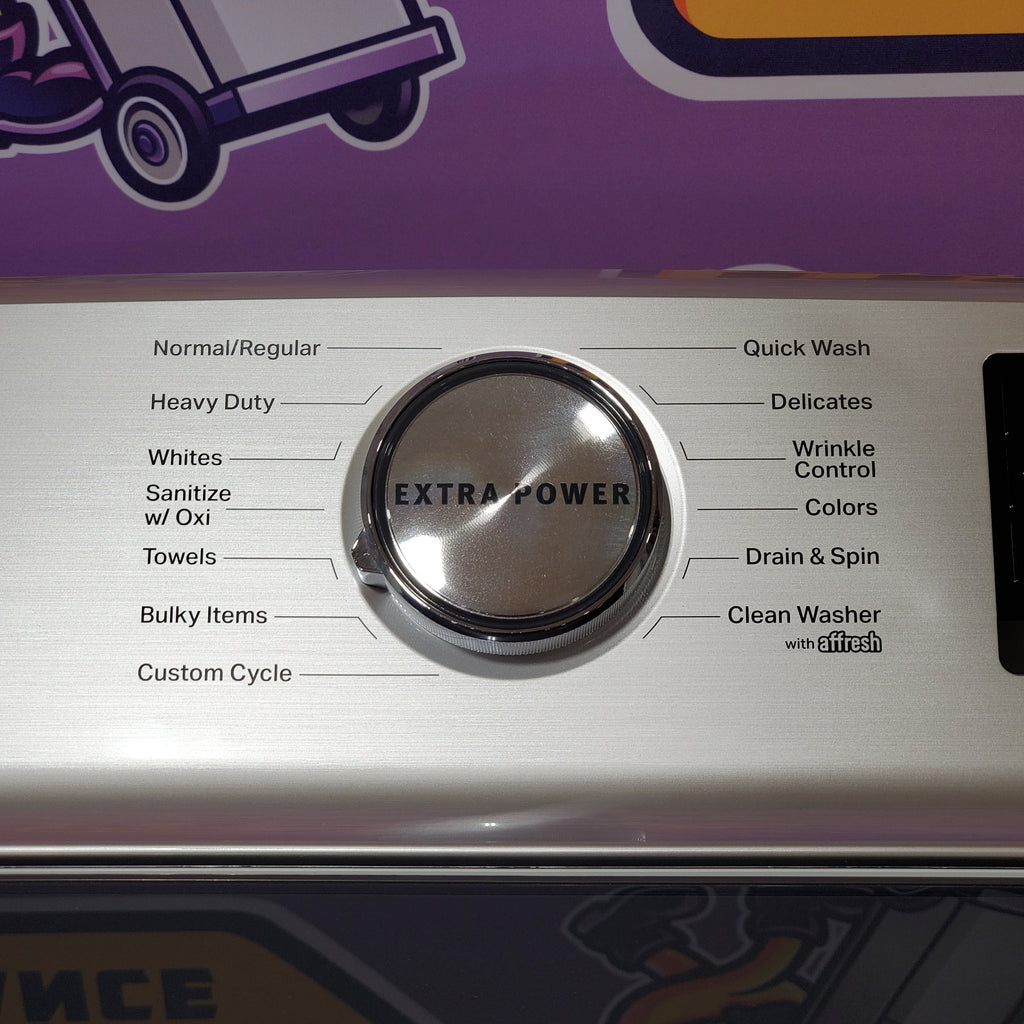 Normal/Regular
Heavy Duty
Whites
Sanitize
w/ Oxi
Towels
Bulky Items
Custom Cycle
EXTRA POWER
Quick Wash
Delicates
Wrinkle
Control
Colors
Drain & Spin
Clean Washer
with affresh